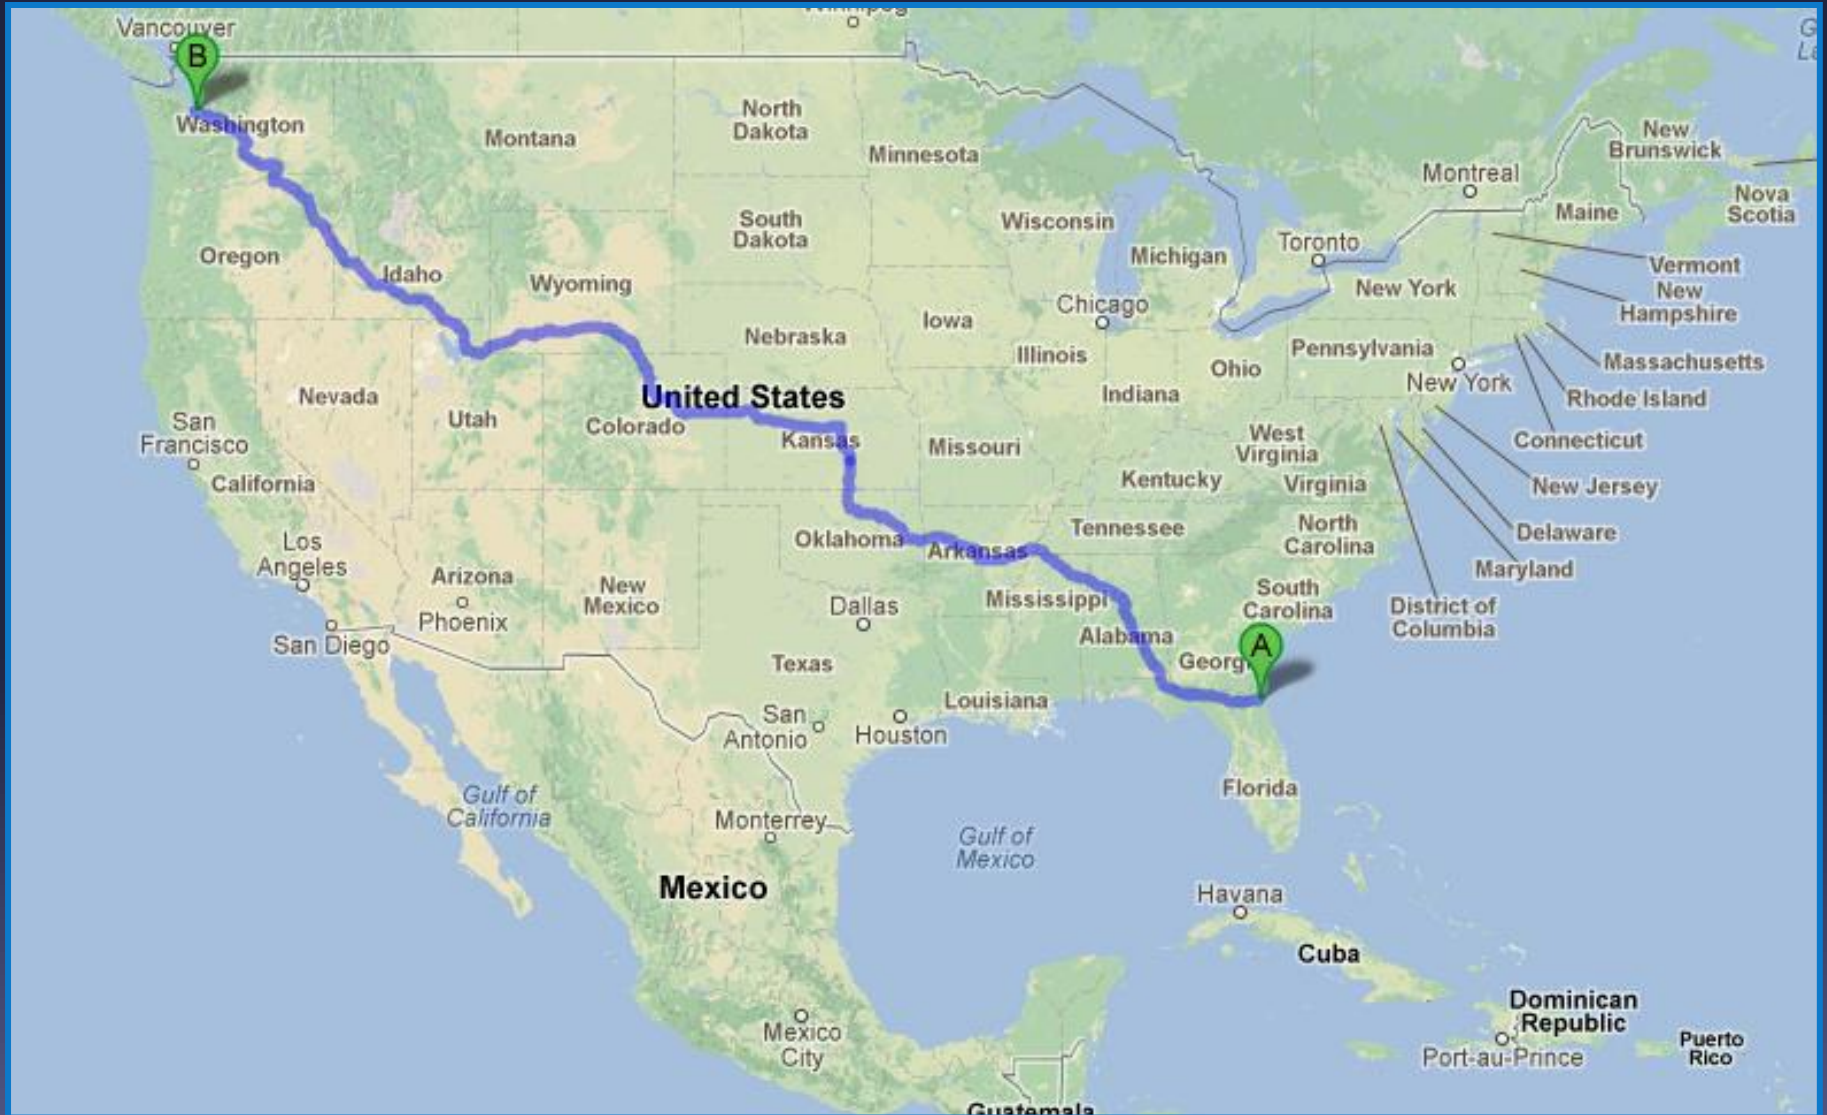 Winnipeg
Vancouver
B
Washington
Montana
North
Dakota
Minnesota
New
Brunswick
Montreal
Nova
Scotia
Maine
South
Dakota
Wisconsin
Michigan
Toronto
Oregon
Idaho
Wyoming
Vermont
New York
New
Hampshire
Chicago
Iowa
Nebraska
Illinois
Ohio
Pennsylvania
Massachusetts
New York
Indiana
Rhode Island
Nevada
United States
Utah
Colorado
Kansas
Missouri
West
Virginia
Connecticut
San
Francisco
California
Kentucky
Virginia
New Jersey
Tennessee
North
Carolina
Delaware
Oklahoma
Arkansas
Maryland
Los
Angeles
Arizona
Phoenix
New
Mexico
Dallas
Mississippi
South
Carolina
District of
Columbia
San Diego
Alabama
A
Texas
Louisiana
San
Antonio
Houston
Florida
Gulf of
California
Monterrey
Gulf of
Mexico
Mexico
Havana
Cuba
Dominican
Republic
Port-au-Prince
Puerto
Rico
Mexico
City
Guatemala